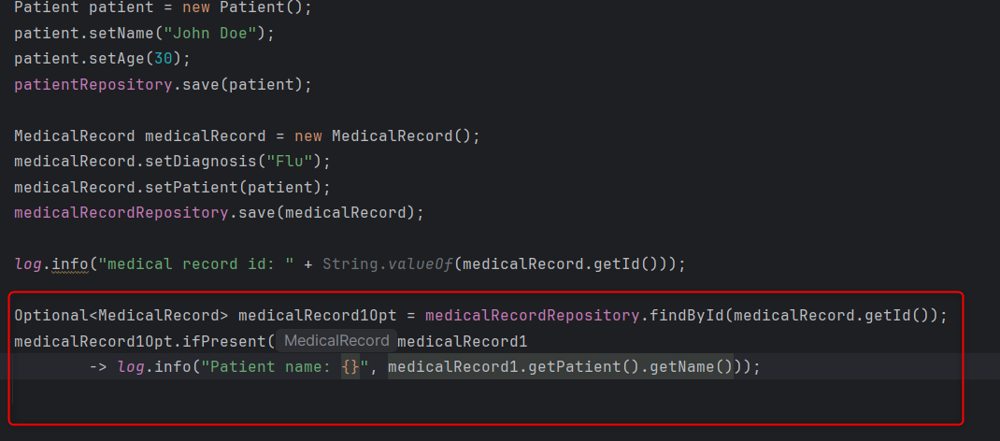 Patient patient = new Patient();
patient.setName("John Doe");
patient.setAge(30);
patientRepository.save(patient);
MedicalRecord medicalRecord = new MedicalRecord();
medicalRecord.setDiagnosis("Flu");
medicalRecord.setPatient(patient);
medicalRecordRepository.save(medicalRecord);
log.info("medical record id: " + String.valueOf(medicalRecord.getId()));
Optional<MedicalRecord> medicalRecord1Opt = medicalRecordRepository.findById(medicalRecord.getId());
medicalRecord1Opt.ifPresent( MedicalRecord medicalRecord1
-> log.info("Patient name: {}", medicalRecord1.getPatient().getName()));